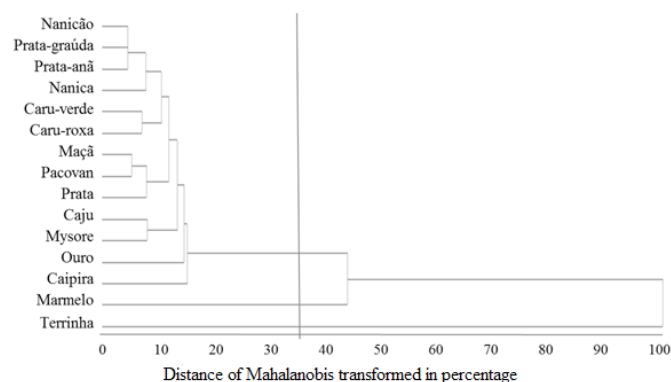 Nanicão
Prata-graúda
Prata-anã
Nanica
Caru-verde
Caru-roxa
Maçã
Pacovan
Prata
Caju
Mysore
Ouro
Caipira
Marmelo
Terrinha
0 10 20 30 40 50 60 70 80 90 100
Distance of Mahalanobis transformed in percentage